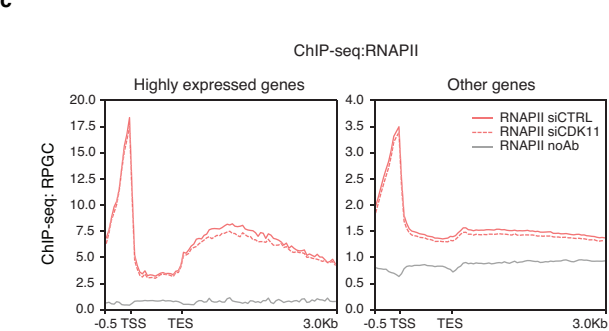 c
ChIP-seq:RNAPII
Highly expressed genes
Other genes
ChIP-seq: RPGC
20.0
17.5
15.0
12.5
10.0
7.5
5.0
2.5
0.0
-0.5 TSS TES 3.0Kb
4.0
3.5
3.0
2.5
2.0
1.5
1.0
0.5
0.0
-0.5 TSS TES 3.0Kb
RNAPII siCTRL
RNAPII siCDK11
RNAPII noAb